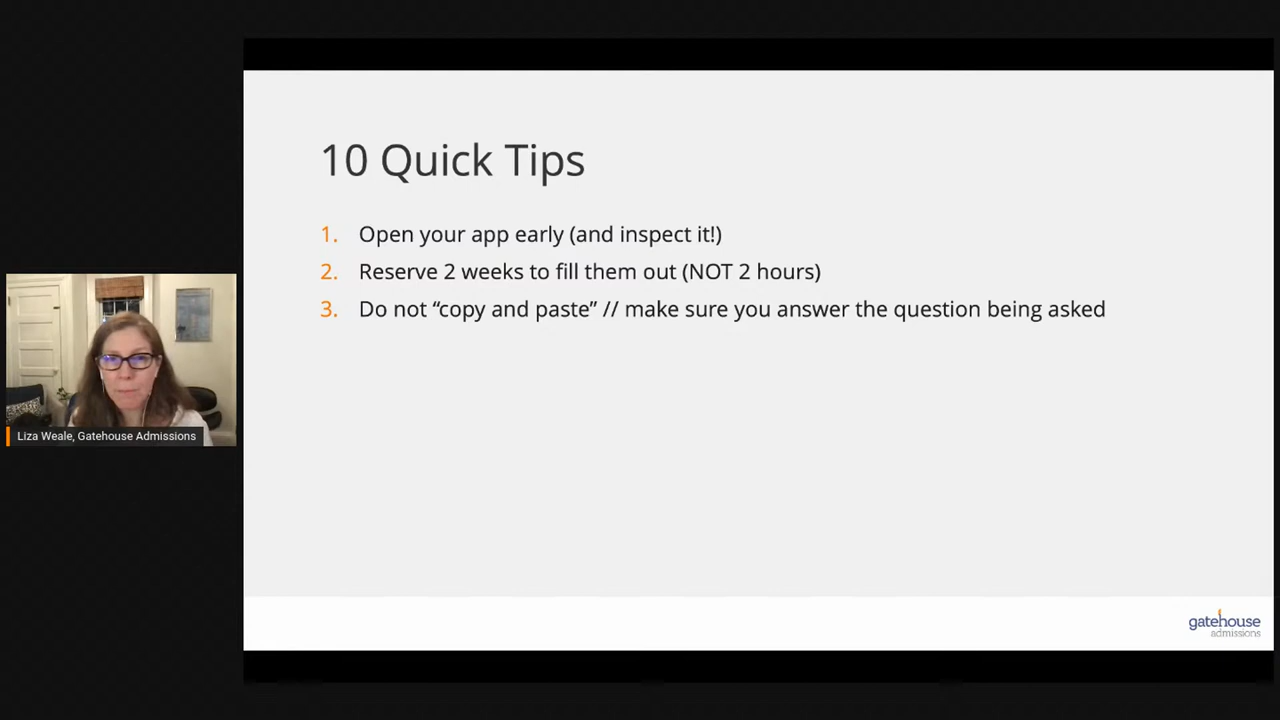 10 Quick Tips
1. Open your app early (and inspect it!)
2. Reserve 2 weeks to fill them out (NOT 2 hours)
3. Do not “copy and paste” // make sure you answer the question being asked
Liza Weale, Gatehouse Admissions
gatehouse
admissions